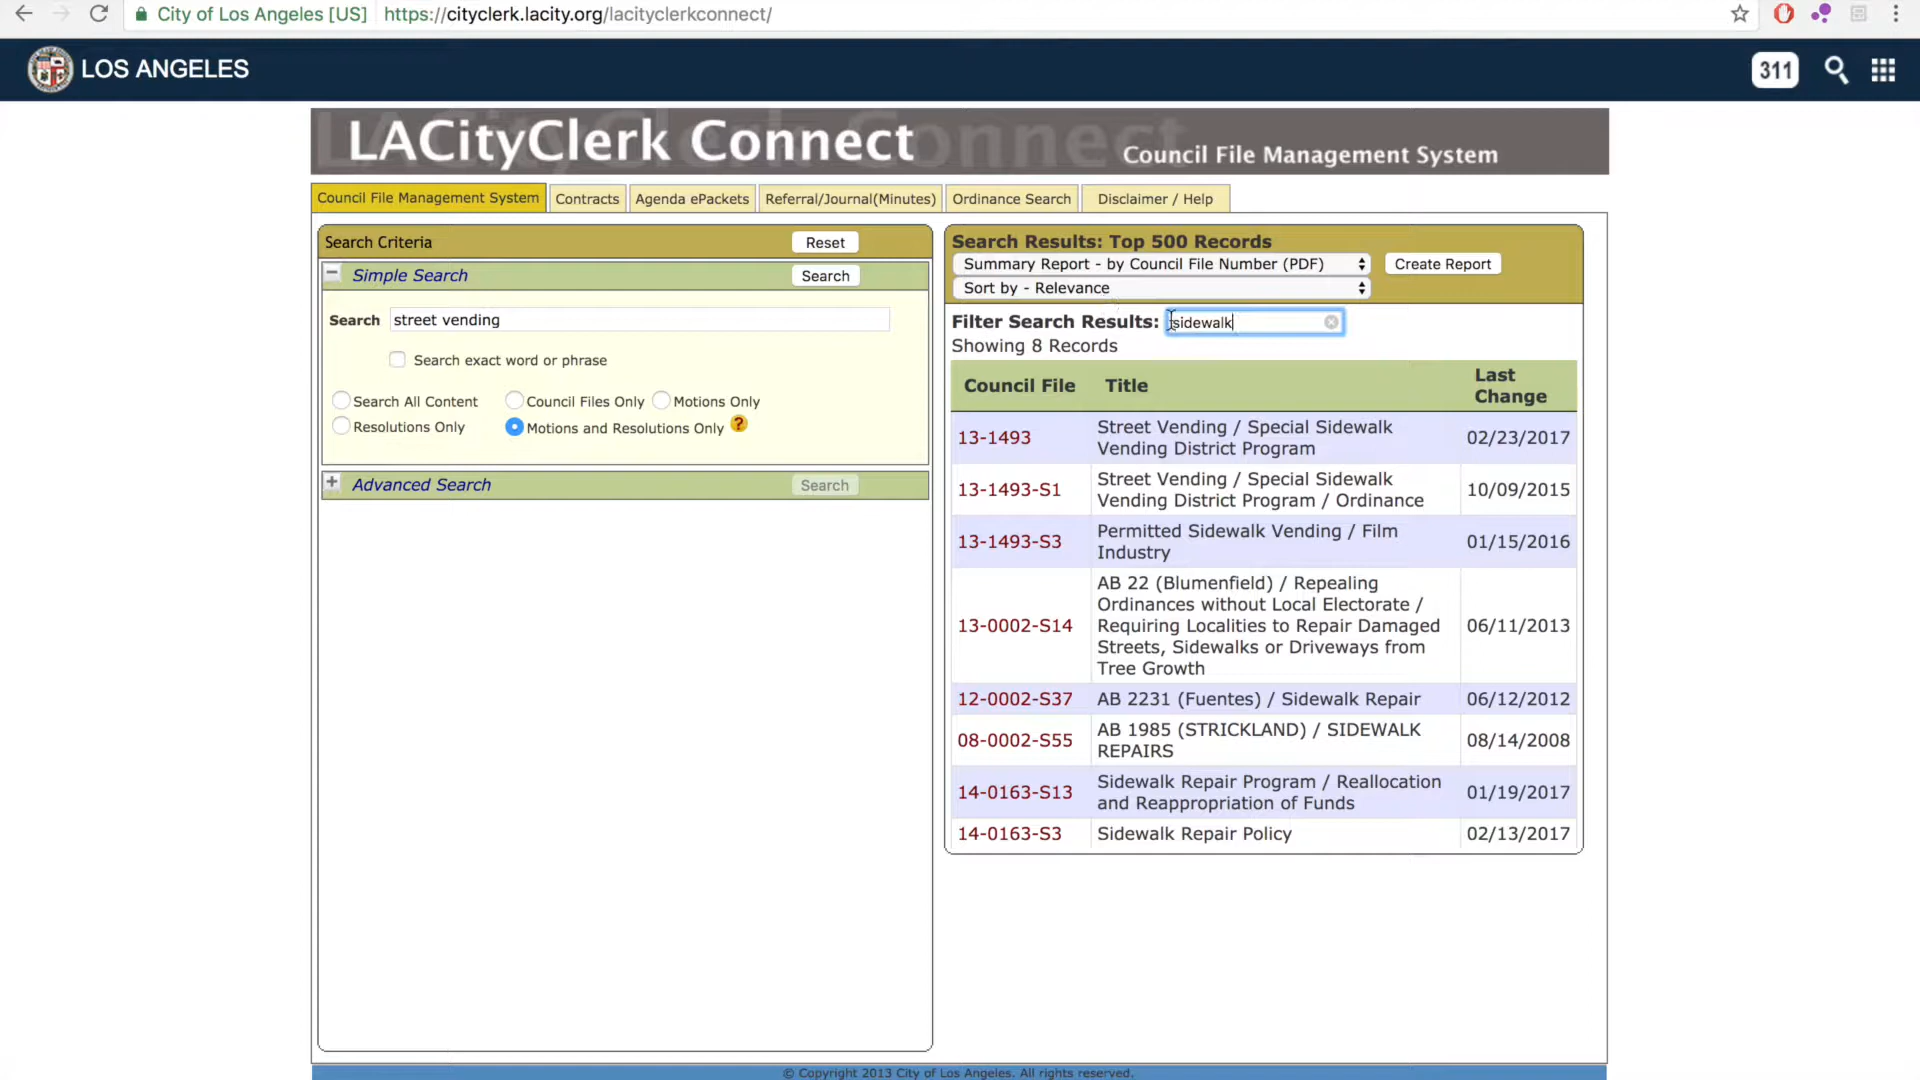 City of Los Angeles [US] https://cityclerk.lacity.org/lacityclerkconnect/
LOS ANGELES
311
LACityClerk Connect
Council File Management System
Council File Management System Contracts Agenda ePackets Referral/Journal(Minutes) Ordinance Search Disclaimer / Help
Search Criteria Reset
Simple Search Search
Search street vending
Search exact word or phrase
Search All Content Council Files Only Motions Only
Resolutions Only Motions and Resolutions Only ?
Advanced Search Search
Search Results: Top 500 Records
Summary Report - by Council File Number (PDF) Create Report
Sort by - Relevance
Filter Search Results: sidewalk
Showing 8 Records
Council File Title Last
Change
13-1493 Street Vending / Special Sidewalk
Vending District Program 02/23/2017
13-1493-S1 Street Vending / Special Sidewalk
Vending District Program / Ordinance 10/09/2015
13-1493-S3 Permitted Sidewalk Vending / Film
Industry 01/15/2016
13-0002-S14 AB 22 (Blumenfield) / Repealing
Ordinances without Local Electorate /
Requiring Localities to Repair Damaged 06/11/2013
Streets, Sidewalks or Driveways from
Tree Growth
12-0002-S37 AB 2231 (Fuentes) / Sidewalk Repair 06/12/2012
08-0002-S55 AB 1985 (STRICKLAND) / SIDEWALK
REPAIRS 08/14/2008
14-0163-S13 Sidewalk Repair Program / Reallocation
and Reappropriation of Funds 01/19/2017
14-0163-S3 Sidewalk Repair Policy 02/13/2017
© Copyright 2013 City of Los Angeles. All rights reserved.